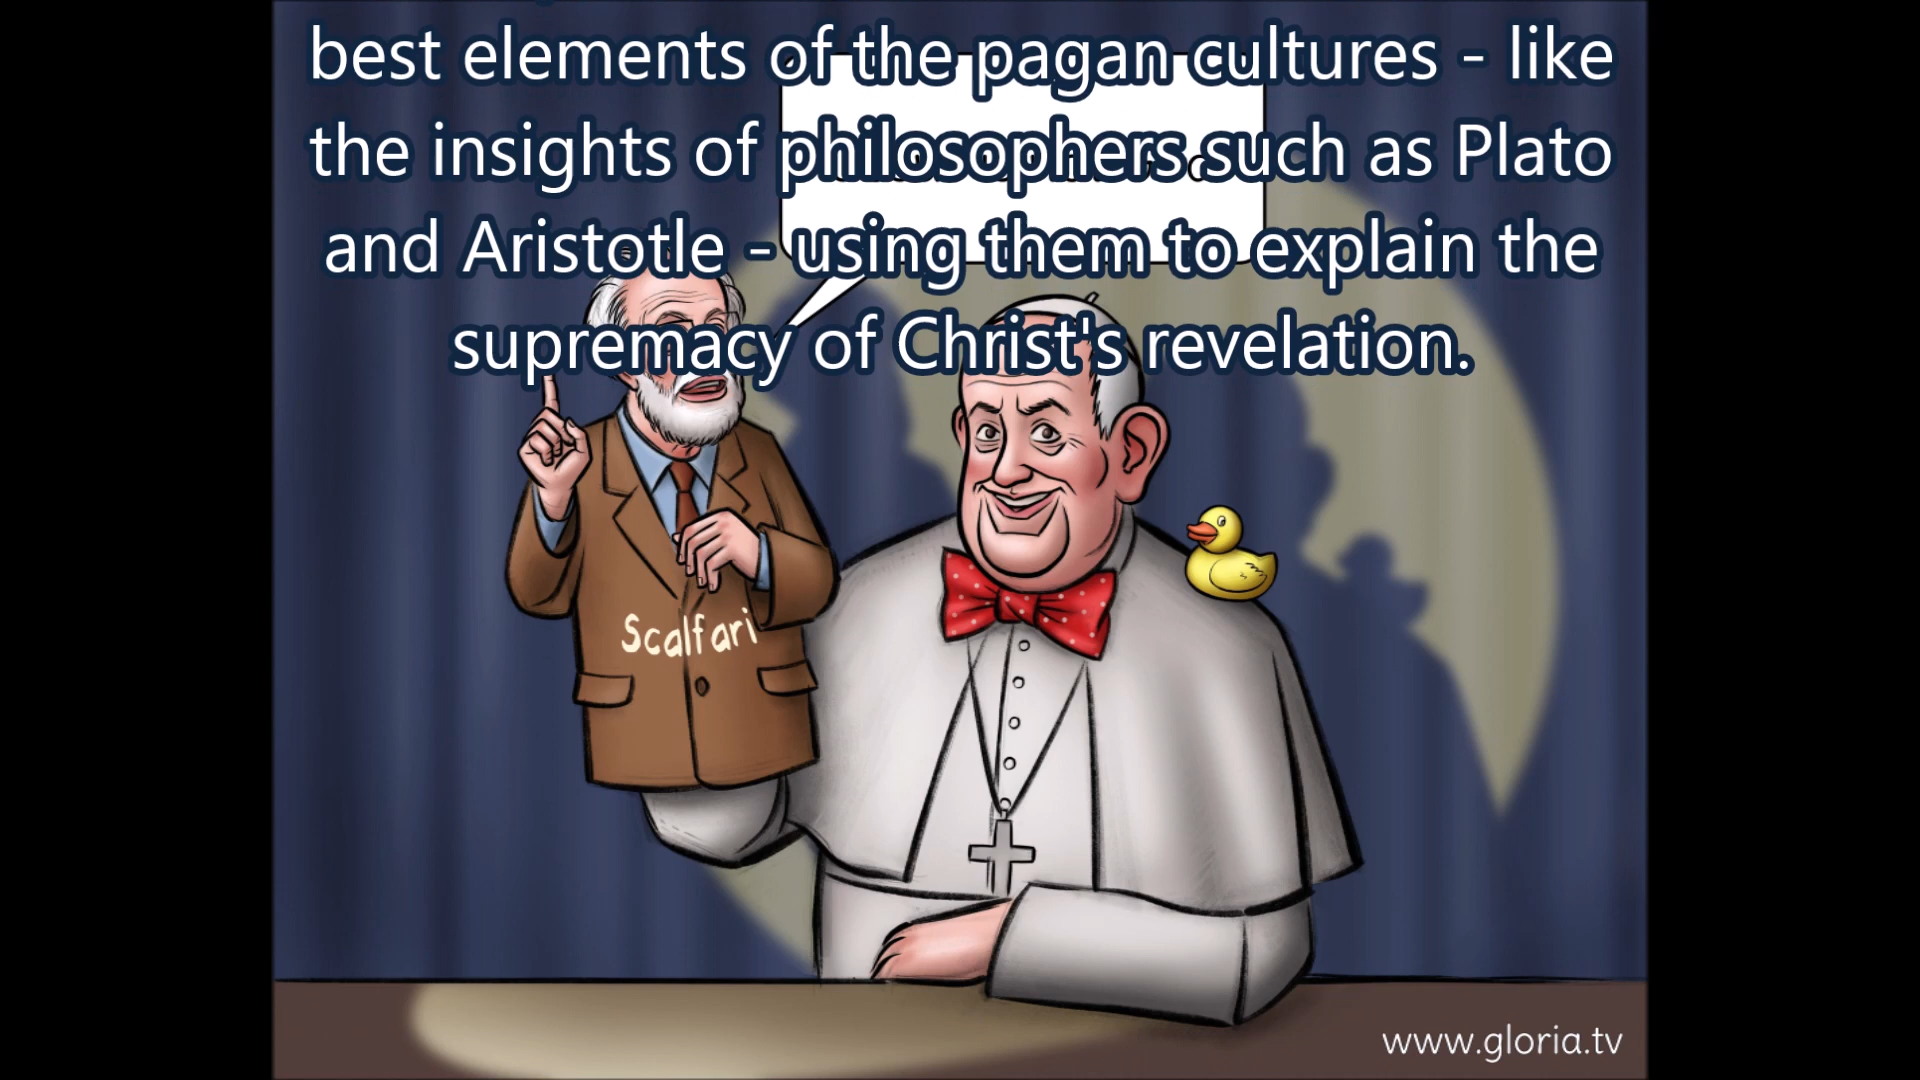 best elements of the pagan cultures - like
the insights of philosophers such as Plato
and Aristotle - using them to explain the
supremacy of Christ's revelation.
Scalfari
www.gloria.tv